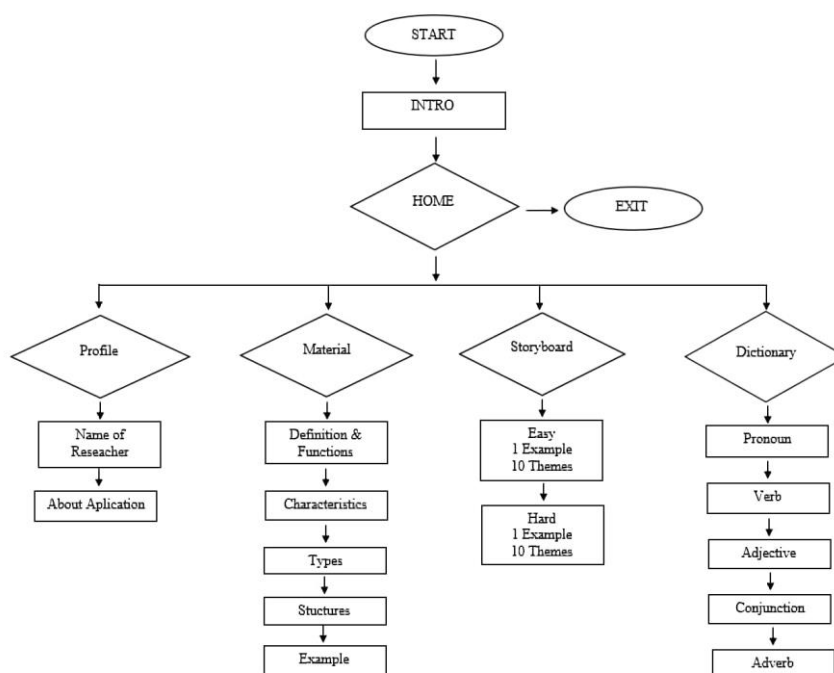 START
INTRO
HOME
EXIT
Profile
Material
Storyboard
Dictionary
Name of
Reseacher
About Aplication
Definition &
Functions
Characteristics
Types
Stuctures
Example
Easy
1 Example
10 Themes
Hard
1 Example
10 Themes
Pronoun
Verb
Adjective
Conjunction
Adverb